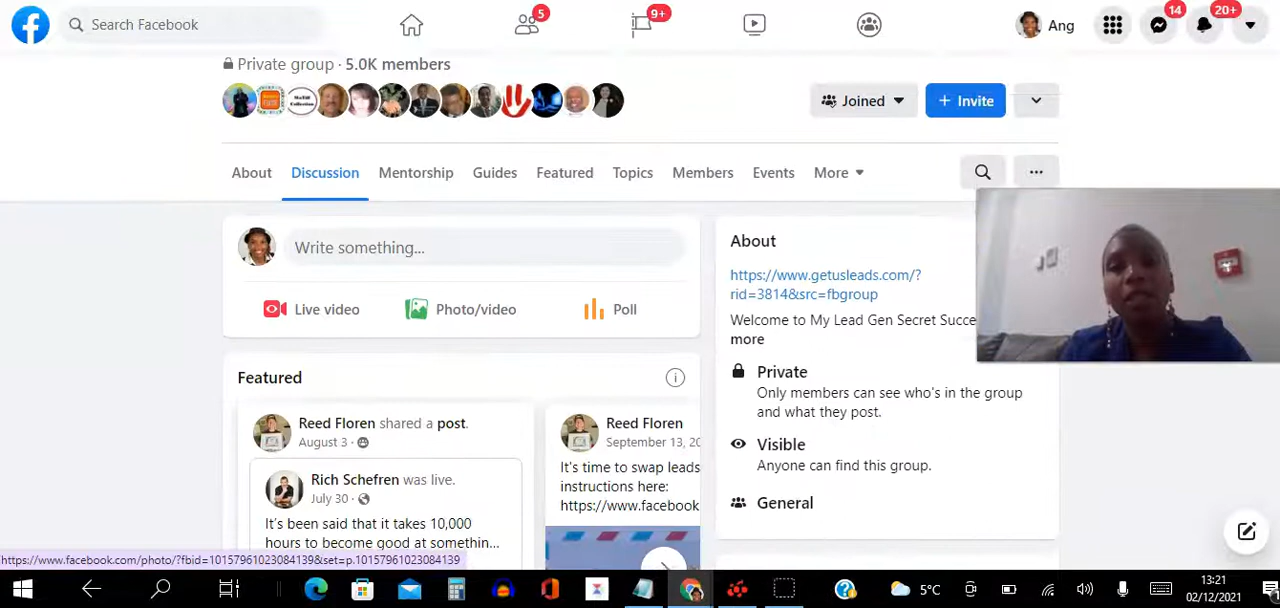 Search Facebook
5
9+
Ang
14
20+
Private group · 5.0K members
Joined
+ Invite
About
Discussion
Mentorship
Guides
Featured
Topics
Members
Events
More
Write something...
Live video
Photo/video
Poll
Featured
Reed Floren shared a post.
August 3 ·
Rich Schefren was live.
July 30 ·
It's been said that it takes 10,000
hours to become good at somethin...
Reed Floren
September 13, 20
It's time to swap leads
instructions here:
https://www.facebook
About
https://www.getusleads.com/?
rid=3814&src=fbgroup
Welcome to My Lead Gen Secret Succe
more
Private
Only members can see who's in the group
and what they post.
Visible
Anyone can find this group.
General
https://www.facebook.com/photo/?fbid=10157961023084139&set=p.10157961023084139
5°C
13:21
02/12/2021